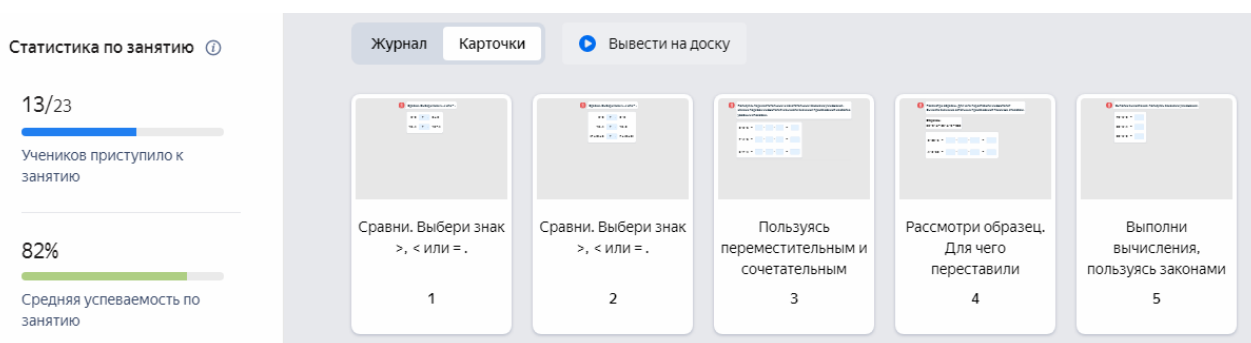 Статистика по занятию
13/23
Учеников приступило к
занятию
82%
Средняя успеваемость по
занятию
Журнал Карточки Вывести на доску
Сравни. Выбери знак
>, < или = .
1
Сравни. Выбери знак
>, < или = .
2
Пользуясь
переместительным и
сочетательным
3
Рассмотри образец.
Для чего
переставили
4
Выполни
вычисления,
пользуясь законами
5